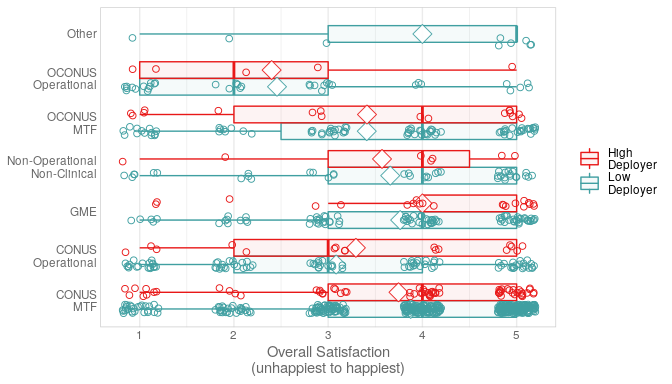 Other
OCONUS
Operational
OCONUS
MTF
Non-Operational
Non-Clinical
GME
CONUS
Operational
CONUS
MTF
1 2 3 4 5
Overall Satisfaction
(unhappiest to happiest)
HIgh
Deployer
Low
Deployer